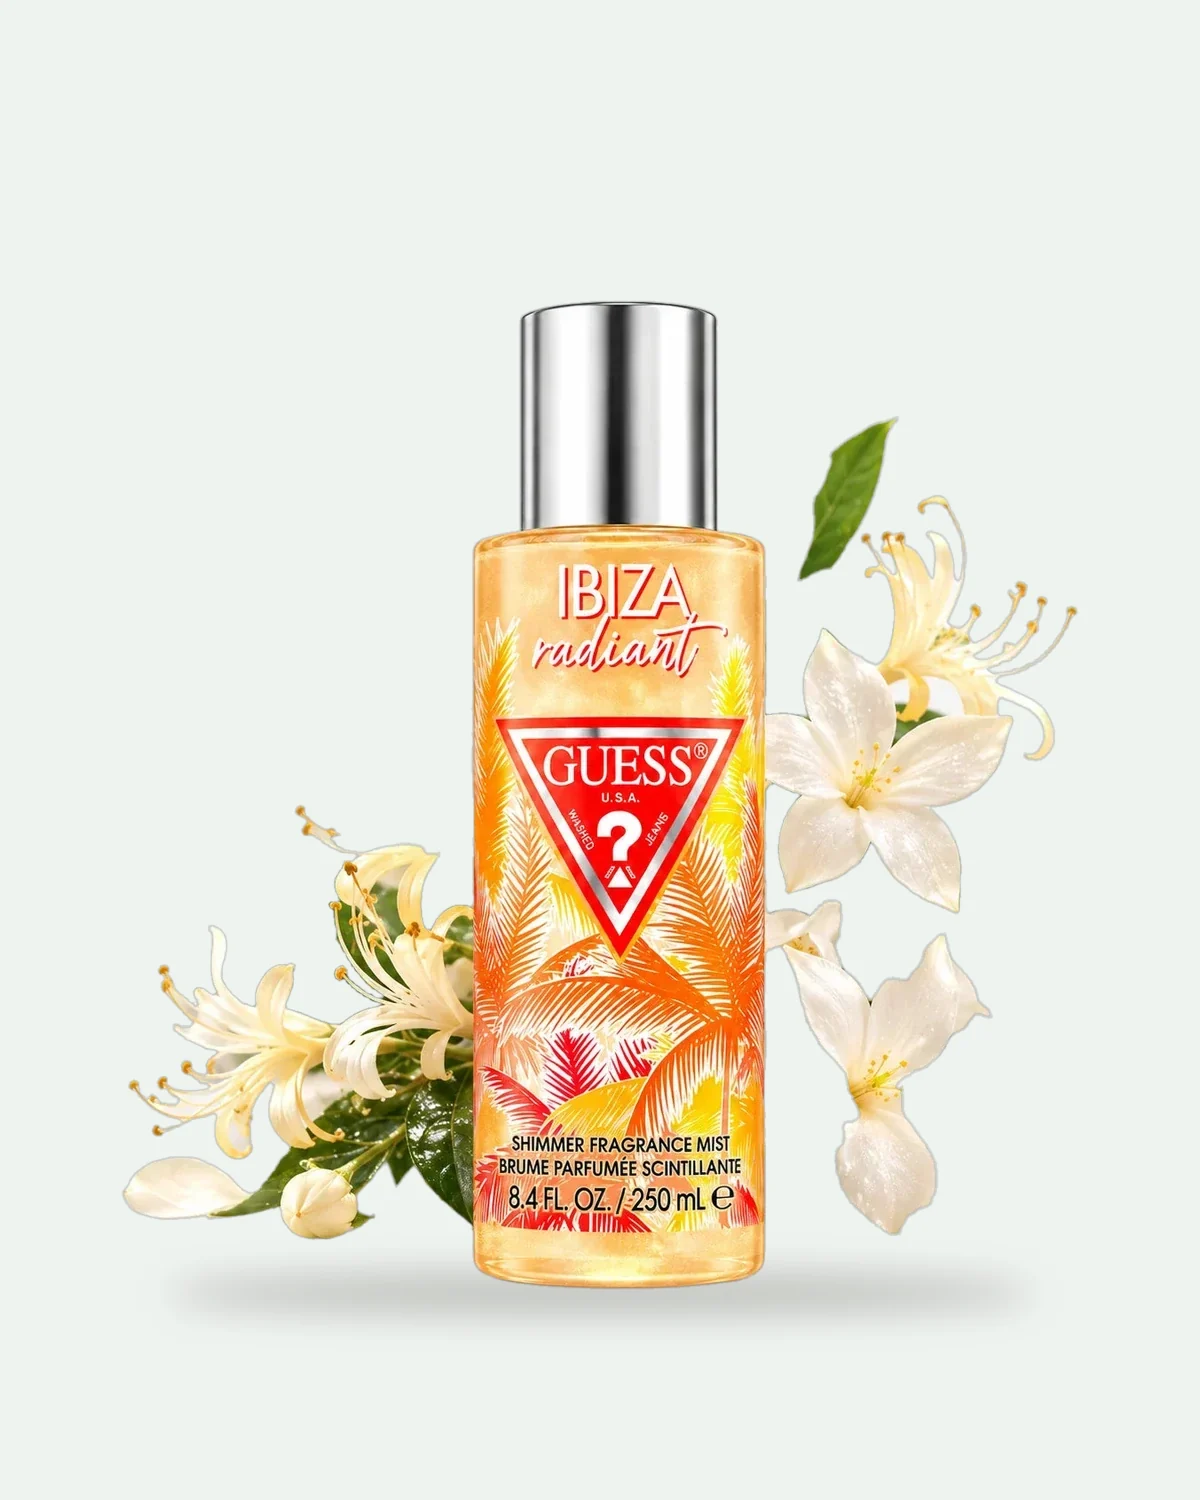 IBIZA
radiant
GUESS®
U.S.A.
WASHED ? JEANS
SHIMMER FRAGRANCE MIST
BRUME PARFUMÉE SCINTILLANTE
8.4 FL. OZ. / 250 mL ℮